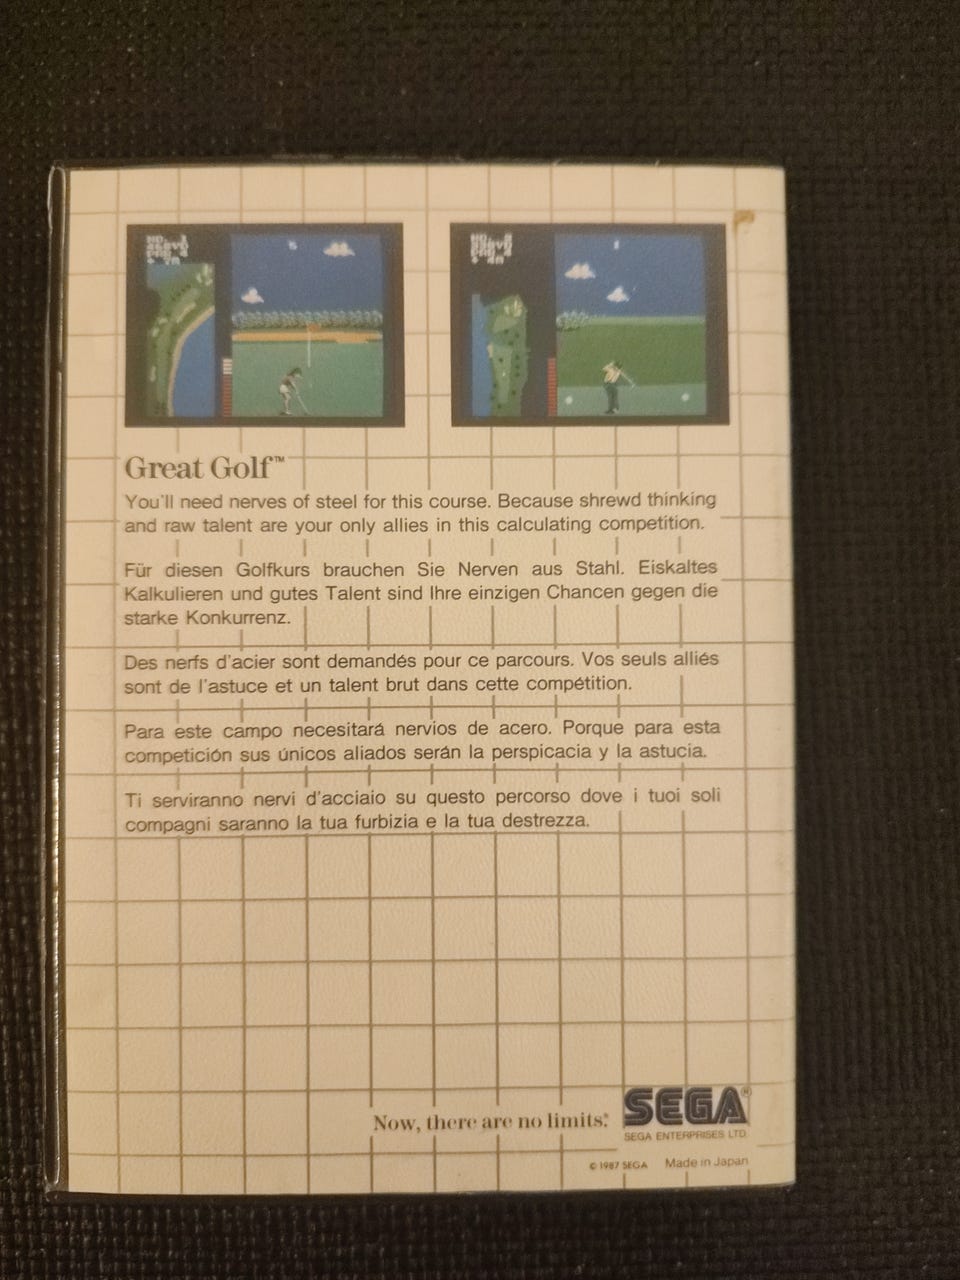 NO. 1
PAR 4
PAR 4
Great Golf™
You'll need nerves of steel for this course. Because shrewd thinking
and raw talent are your only allies in this calculating competition.
Für diesen Golfkurs brauchen Sie Nerven aus Stahl. Eiskaltes
Kalkulieren und gutes Talent sind Ihre einzigen Chancen gegen die
starke Konkurrenz.
Des nerfs d'acier sont demandés pour ce parcours. Vos seuls alliés
sont de l'astuce et un talent brut dans cette compétition.
Para este campo necesitará nervios de acero. Porque para esta
competición sus únicos aliados serán la perspicacia y la astucia.
Ti serviranno nervi d'acciaio su questo percorso dove i tuoi soli
compagni saranno la tua furbizia e la tua destrezza.
Now, there are no limits.
SEGA®
SEGA ENTERPRISES LTD.
© 1987 SEGA Made in Japan